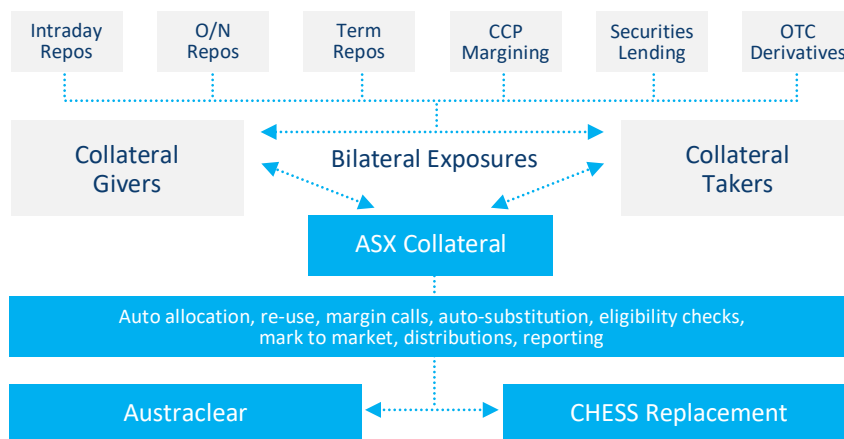 Intraday
Repos
O/N
Repos
Term
Repos
CCP
Margining
Securities
Lending
OTC
Derivatives
Collateral
Givers
Bilateral Exposures
Collateral
Takers
ASX Collateral
Auto allocation, re-use, margin calls, auto-substitution, eligibility checks,
mark to market, distributions, reporting
Austraclear
CHESS Replacement